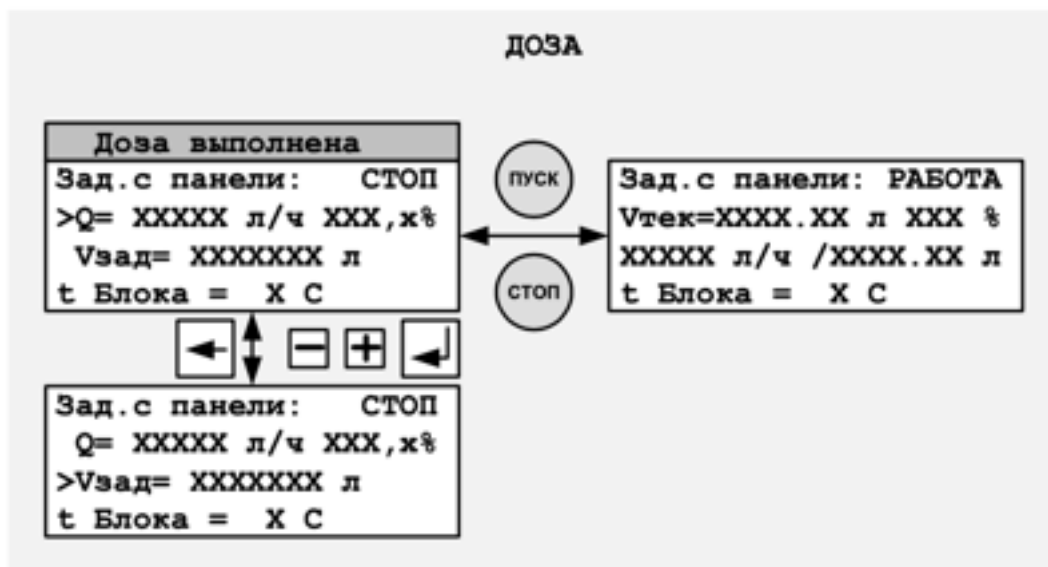 ДОЗА
Доза выполнена
Зад.с панели: СТОП
>Q= XXXXX л/ч XXX,x%
Vзад= XXXXXXX л
t Блока = X C
ПУСК
СТОП
Зад.с панели: РАБОТА
Vтек=XXXX.XX л XXX %
XXXXX л/ч /XXXX.XX л
t Блока = X C
Зад.с панели: СТОП
Q= XXXXX л/ч XXX,x%
>Vзад= XXXXXXX л
t Блока = X C